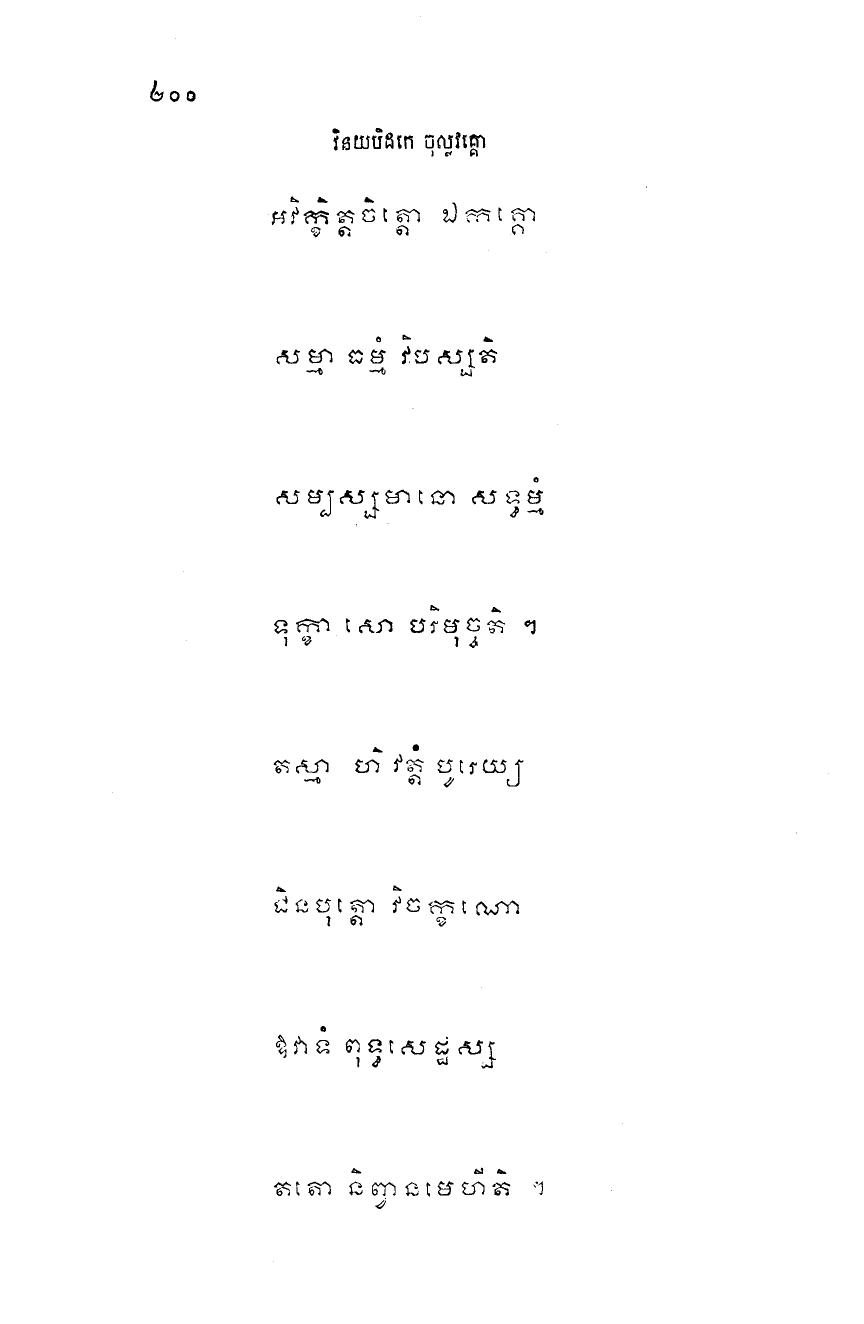 ២០០
វិនយបិដកេ ចុល្លវគ្គោ
អវិក្ខិត្តចិត្តោ ឯកគ្គោ
សម្មា ធម្មំ វិបស្សតិ
សម្បស្សមានោ សទ្ធម្មំ
ទុក្ខា សោ បរិមុច្ចតិ ។
តស្មា ហិ វត្តំ បូរេយ្យ
ជិនបុត្តោ វិចក្ខណោ
ឱវាទំ ពុទ្ធសេដ្ឋស្ស
តតោ និព្វានមេហីតិ ។